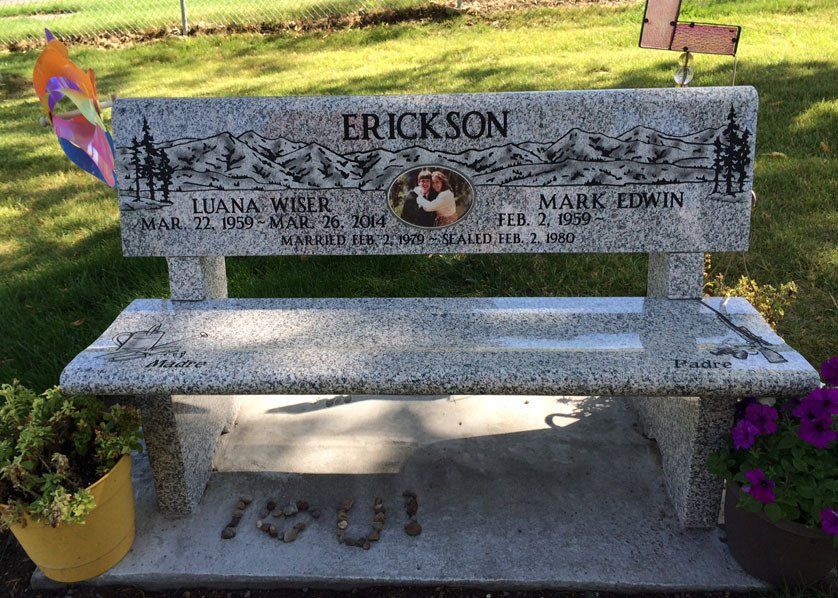 ERICKSON
LUANA WISER
MAR. 22, 1959 ~ MAR. 26, 2014
MARK EDWIN
FEB. 2, 1959 ~
MARRIED FEB. 2, 1979 ~ SEALED FEB. 2, 1980
Madre
Padre